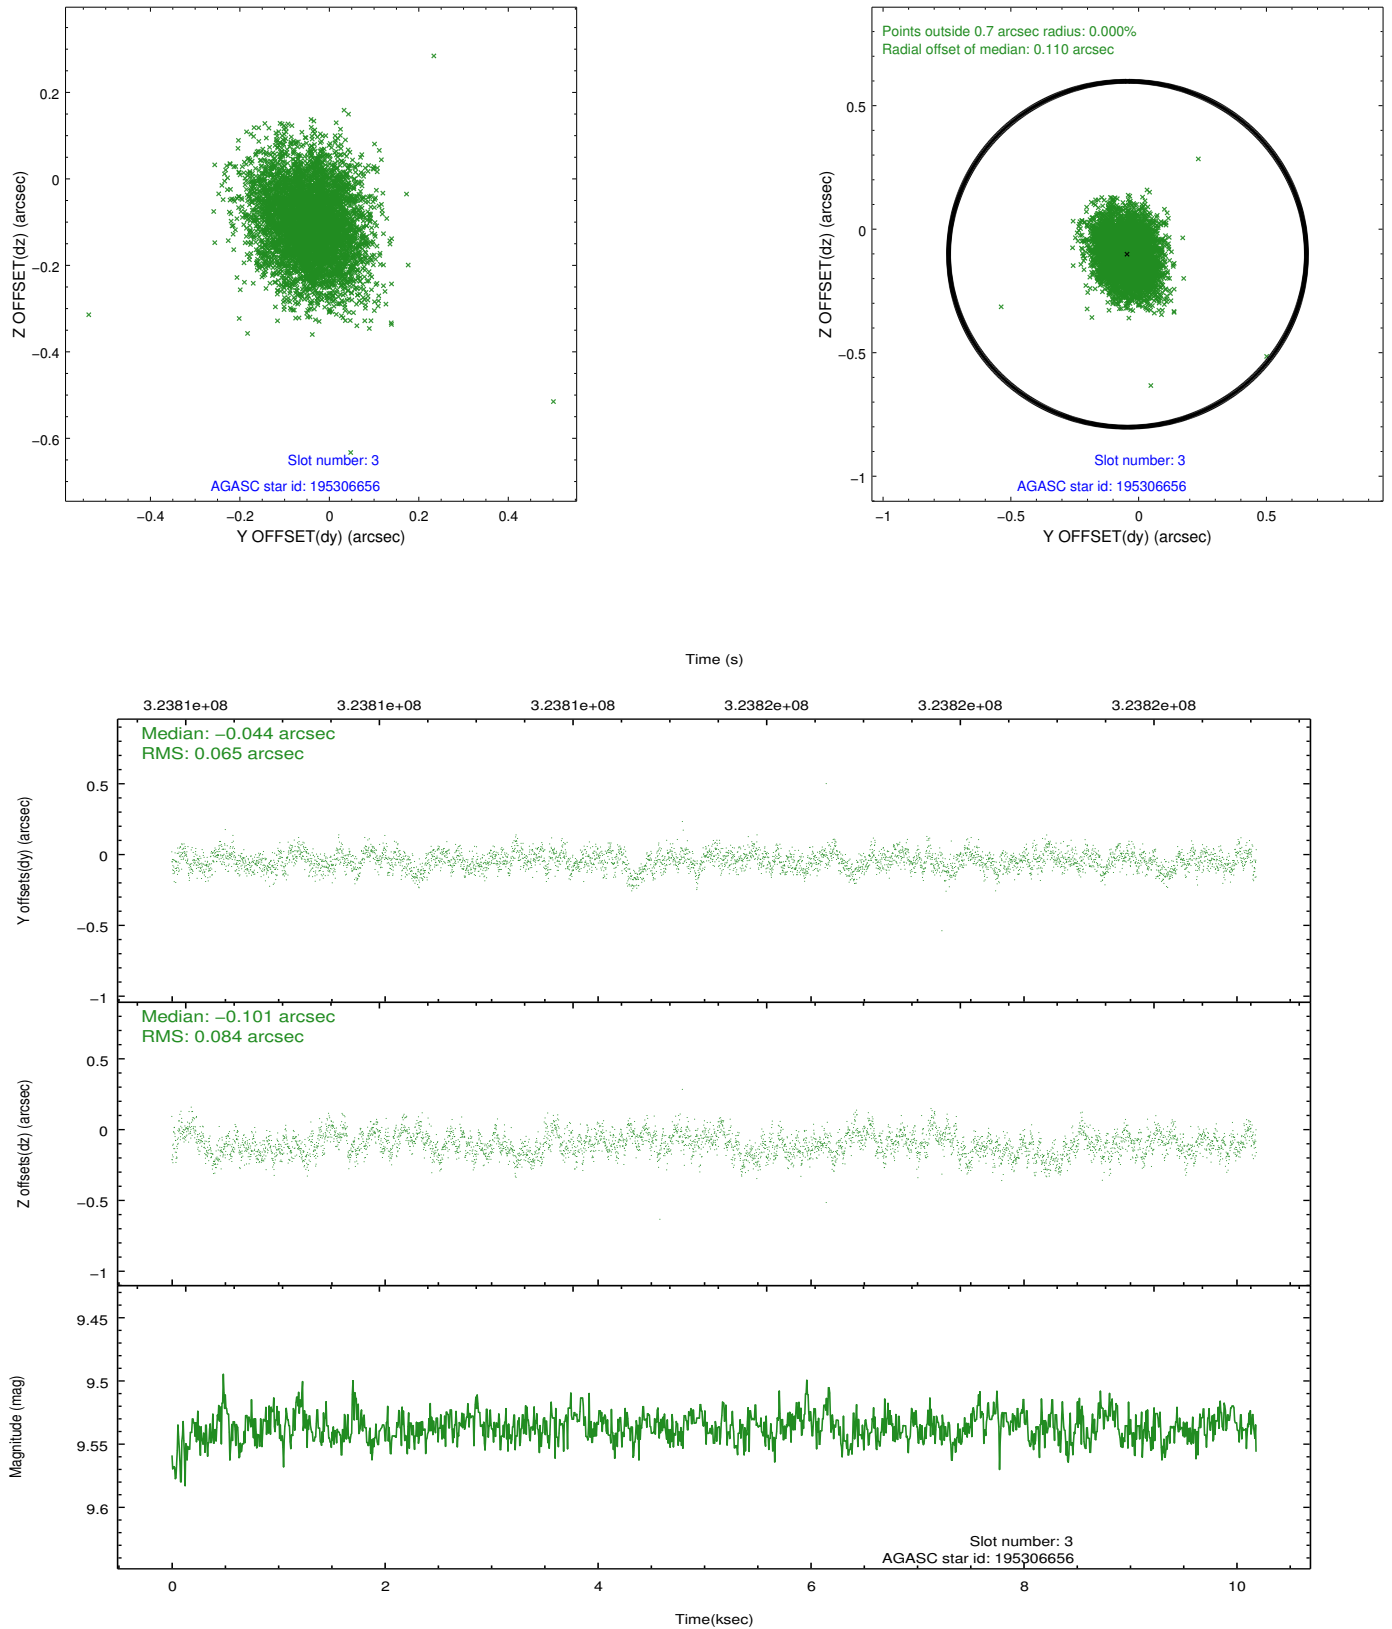 0.2
0
−0.2
−0.4
−0.6
Z OFFSET(dz) (arcsec)
Slot number: 3
AGASC star id: 195306656
−0.4
−0.2
0
0.2
0.4
Y OFFSET(dy) (arcsec)
Points outside 0.7 arcsec radius: 0.000%
Radial offset of median: 0.110 arcsec
0.5
0
−0.5
−1
Z OFFSET(dz) (arcsec)
Slot number: 3
AGASC star id: 195306656
−1
−0.5
0
0.5
Y OFFSET(dy) (arcsec)
Time (s)
3.2381e+08
3.2381e+08
3.2381e+08
3.2382e+08
3.2382e+08
3.2382e+08
Median: −0.044 arcsec
RMS: 0.065 arcsec
0.5
0
−0.5
−1
Y offsets(dy) (arcsec)
Median: −0.101 arcsec
RMS: 0.084 arcsec
0.5
0
−0.5
−1
Z offsets(dz) (arcsec)
9.45
9.5
9.55
9.6
Magnitude (mag)
Slot number: 3
AGASC star id: 195306656
0
2
4
6
8
10
Time(ksec)